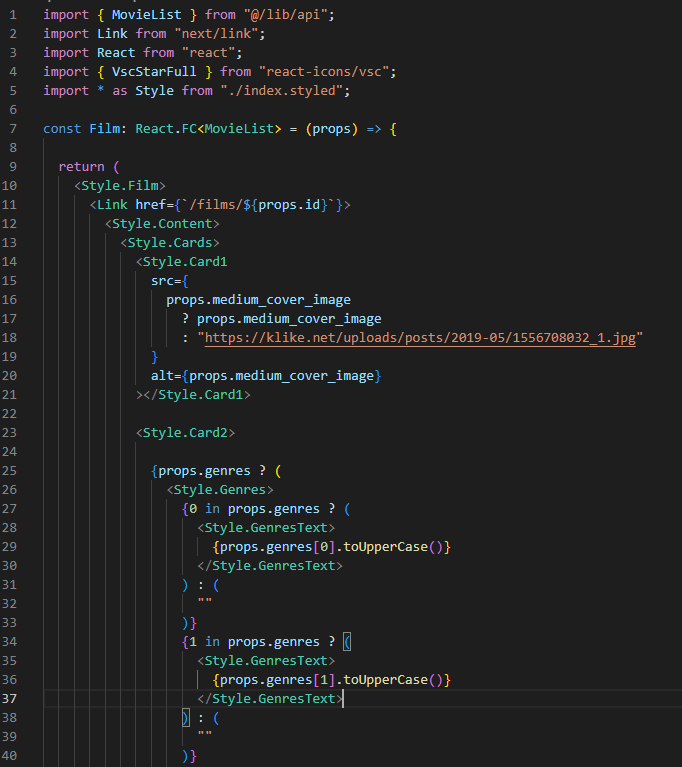 1 import { MovieList } from "@/lib/api";
2 import Link from "next/link";
3 import React from "react";
4 import { VscStarFull } from "react-icons/vsc";
5 import * as Style from "./index.styled";
6
7 const Film: React.FC<MovieList> = (props) => {
8
9 return (
10 <Style.Film>
11 <Link href={`/films/${props.id}`}>
12 <Style.Content>
13 <Style.Cards>
14 <Style.Card1
15 src={
16 props.medium_cover_image
17 ? props.medium_cover_image
18 : "https://klike.net/uploads/posts/2019-05/1556708032_1.jpg"
19 }
20 alt={props.medium_cover_image}
21 ></Style.Card1>
22
23 <Style.Card2>
24
25 {props.genres ? (
26 <Style.Genres>
27 {0 in props.genres ? (
28 <Style.GenresText>
29 {props.genres[0].toUpperCase()}
30 </Style.GenresText>
31 ) : (
32 ""
33 )}
34 {1 in props.genres ? (
35 <Style.GenresText>
36 {props.genres[1].toUpperCase()}
37 </Style.GenresText>
38 ) : (
39 ""
40 )}